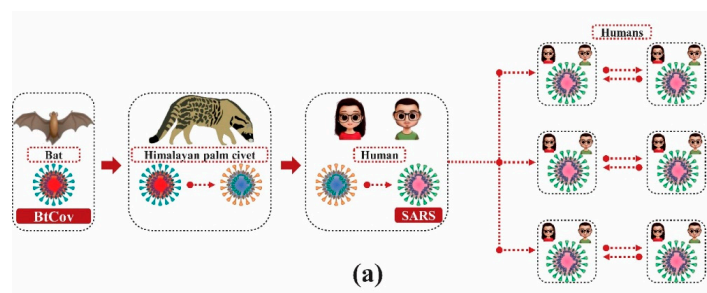 Humans
Bat
BtCov
Himalayan palm civet
Human
SARS
(a)